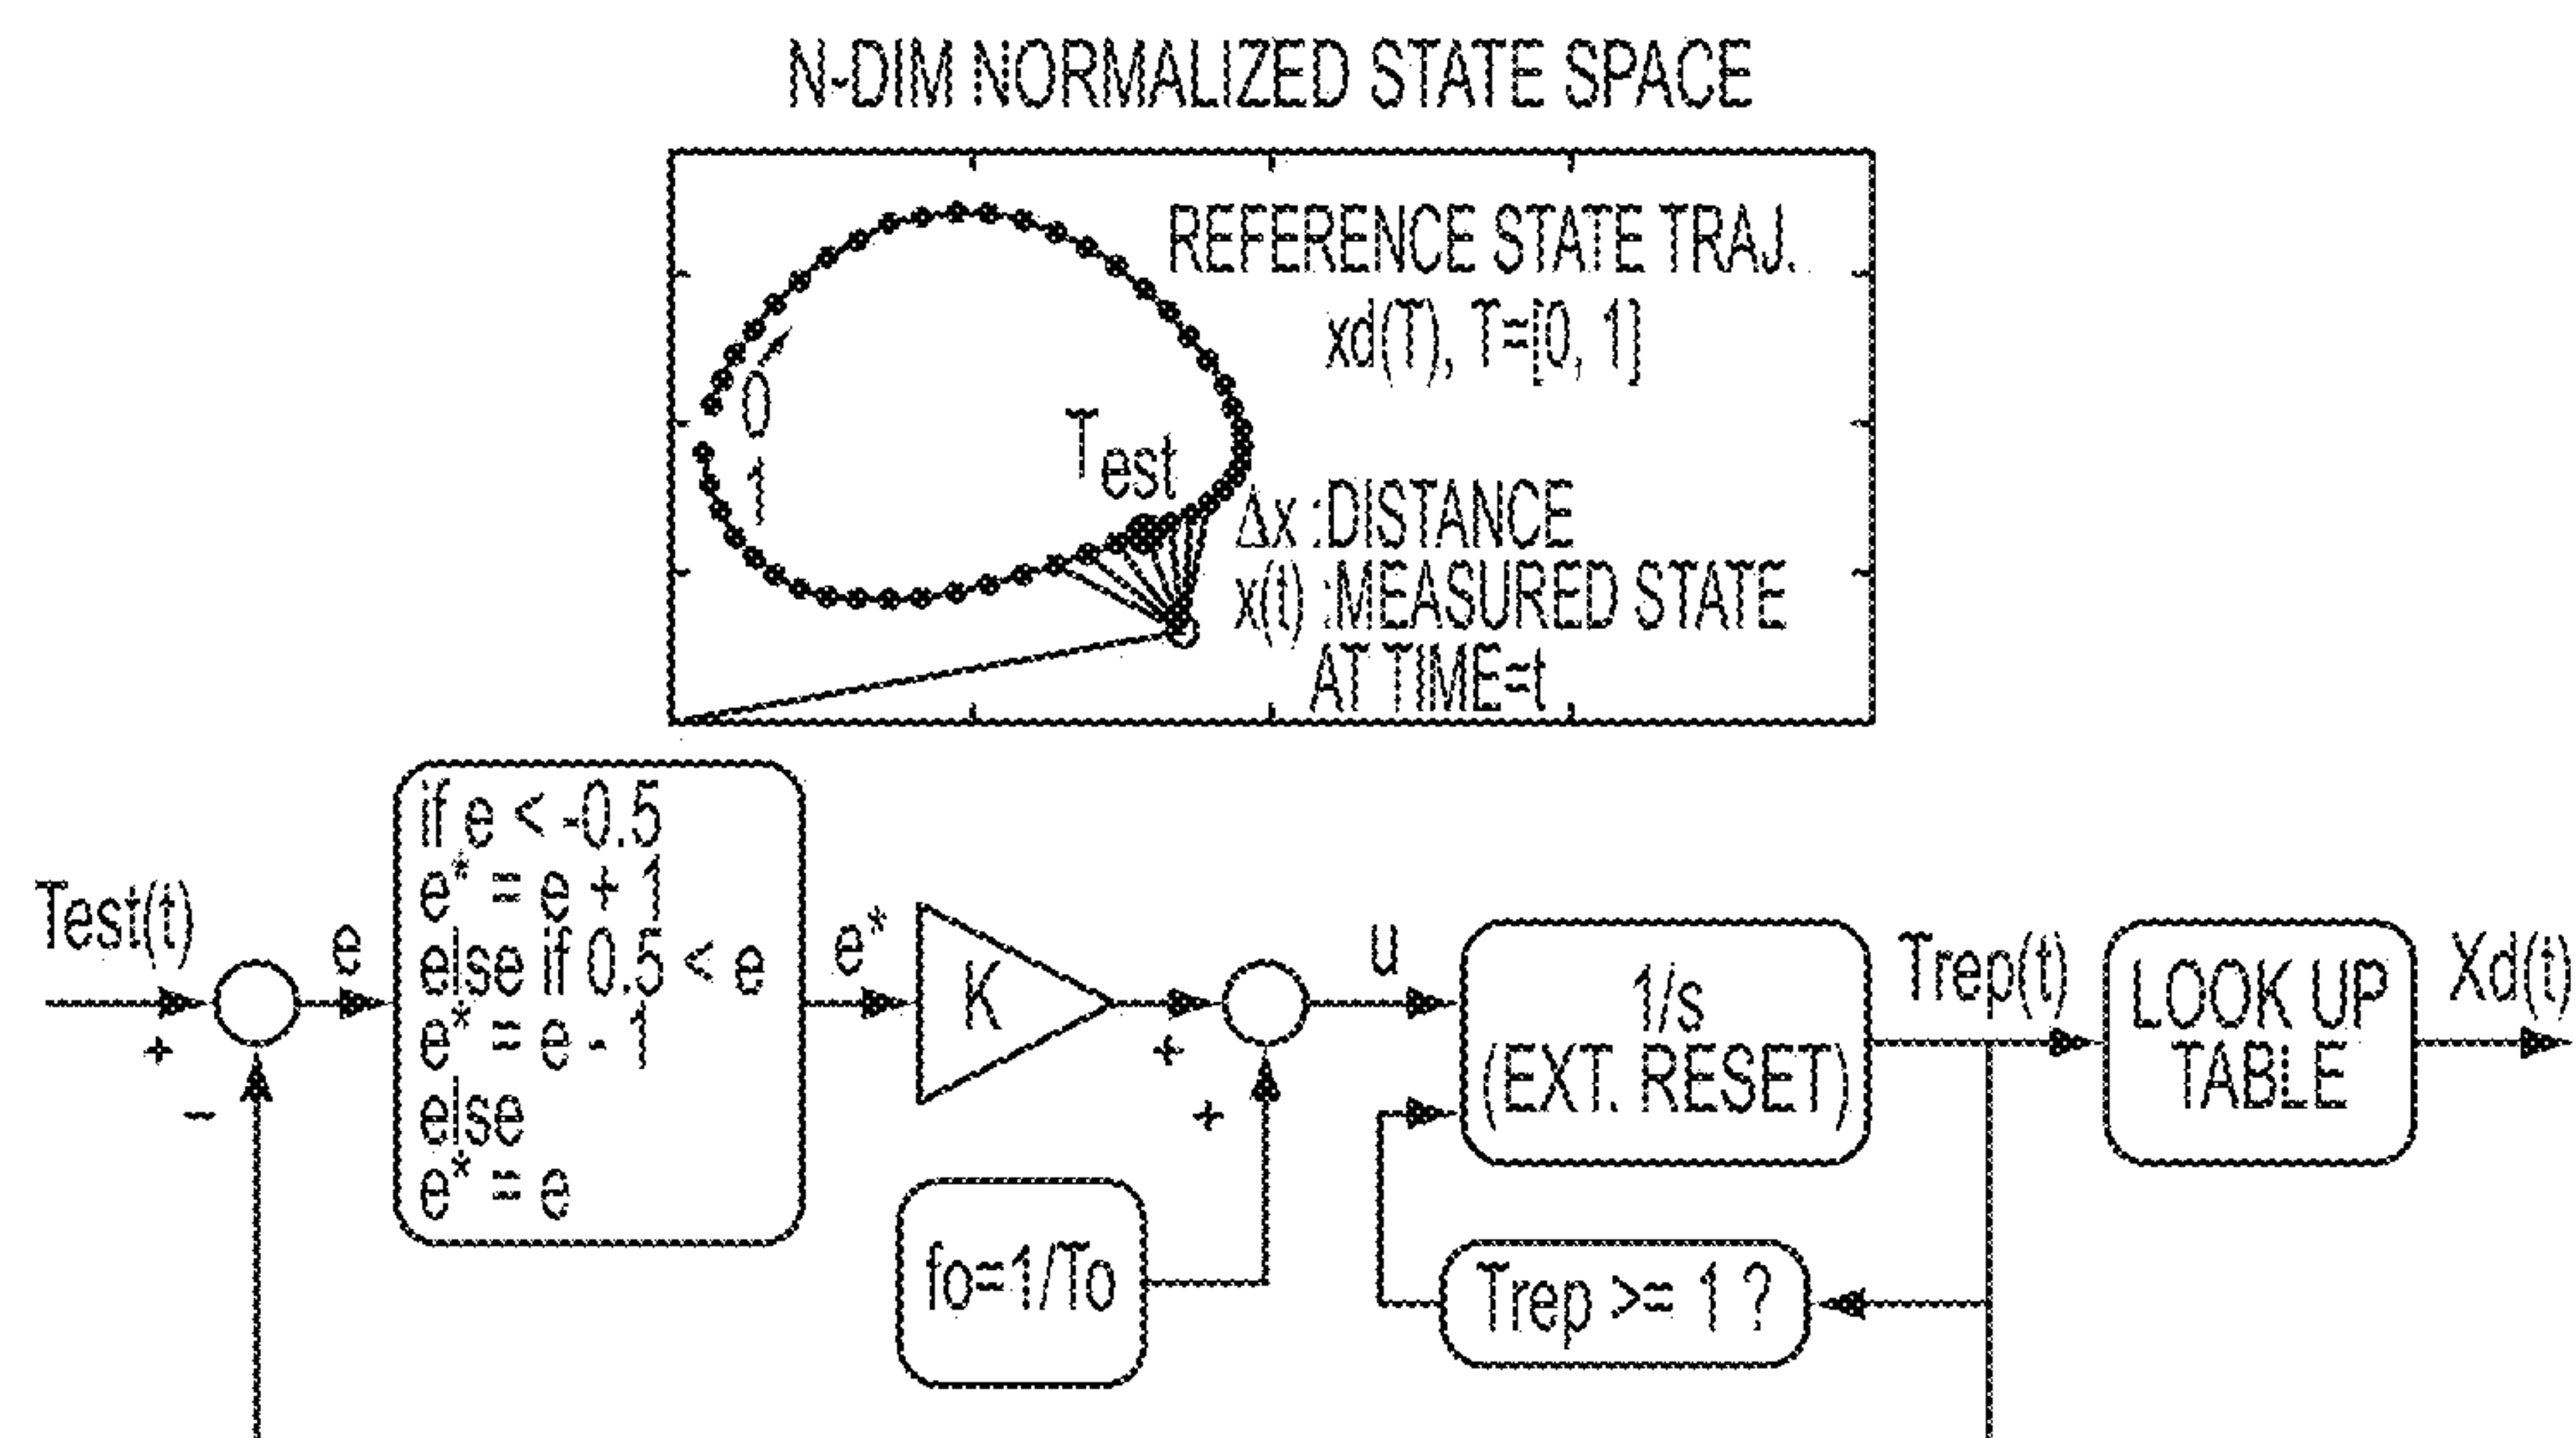 N-DIM NORMALIZED STATE SPACE
REFERENCE STATE TRAJ.
xd(T), T=[0, 1]
0
1
Test
Δx :DISTANCE
x(t) :MEASURED STATE
AT TIME=t
Test(t)
+
−
e
if e < -0.5
e* = e + 1
else if 0.5 < e
e* = e - 1
else
e* = e
e*
K
+
+
fo=1/To
u
1/s
(EXT. RESET)
Trep >= 1 ?
Trep(t)
LOOK UP
TABLE
Xd(t)